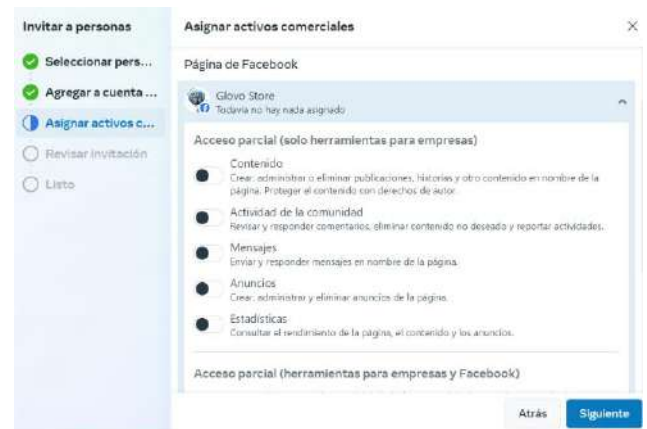 Invitar a personas
Seleccionar pers...
Agregar a cuenta ...
Asignar activos c...
Revisar invitación
Listo
Asignar activos comerciales
Página de Facebook
Glovo Store
Todavía no hay nada asignado
Acceso parcial (solo herramientas para empresas)
Contenido
Crear, administrar o eliminar publicaciones, historias y otro contenido en nombre de la
página. Proteger el contenido con derechos de autor.
Actividad de la comunidad
Revisar y responder comentarios, eliminar contenido no deseado y reportar actividades.
Mensajes
Enviar y responder mensajes en nombre de la página.
Anuncios
Crear, administrar y eliminar anuncios de la página.
Estadísticas
Consultar el rendimiento de la página, el contenido y los anuncios.
Acceso parcial (herramientas para empresas y Facebook)
Atrás
Siguiente